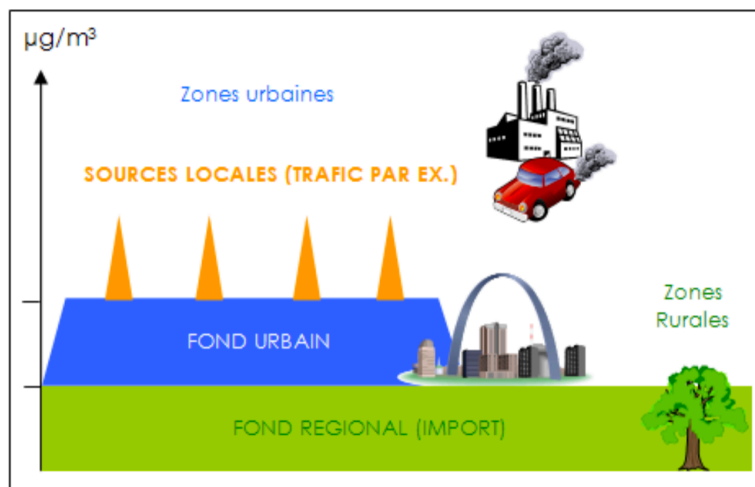 µg/m³
Zones urbaines
SOURCES LOCALES (TRAFIC PAR EX.)
Zones
Rurales
FOND URBAIN
FOND REGIONAL (IMPORT)